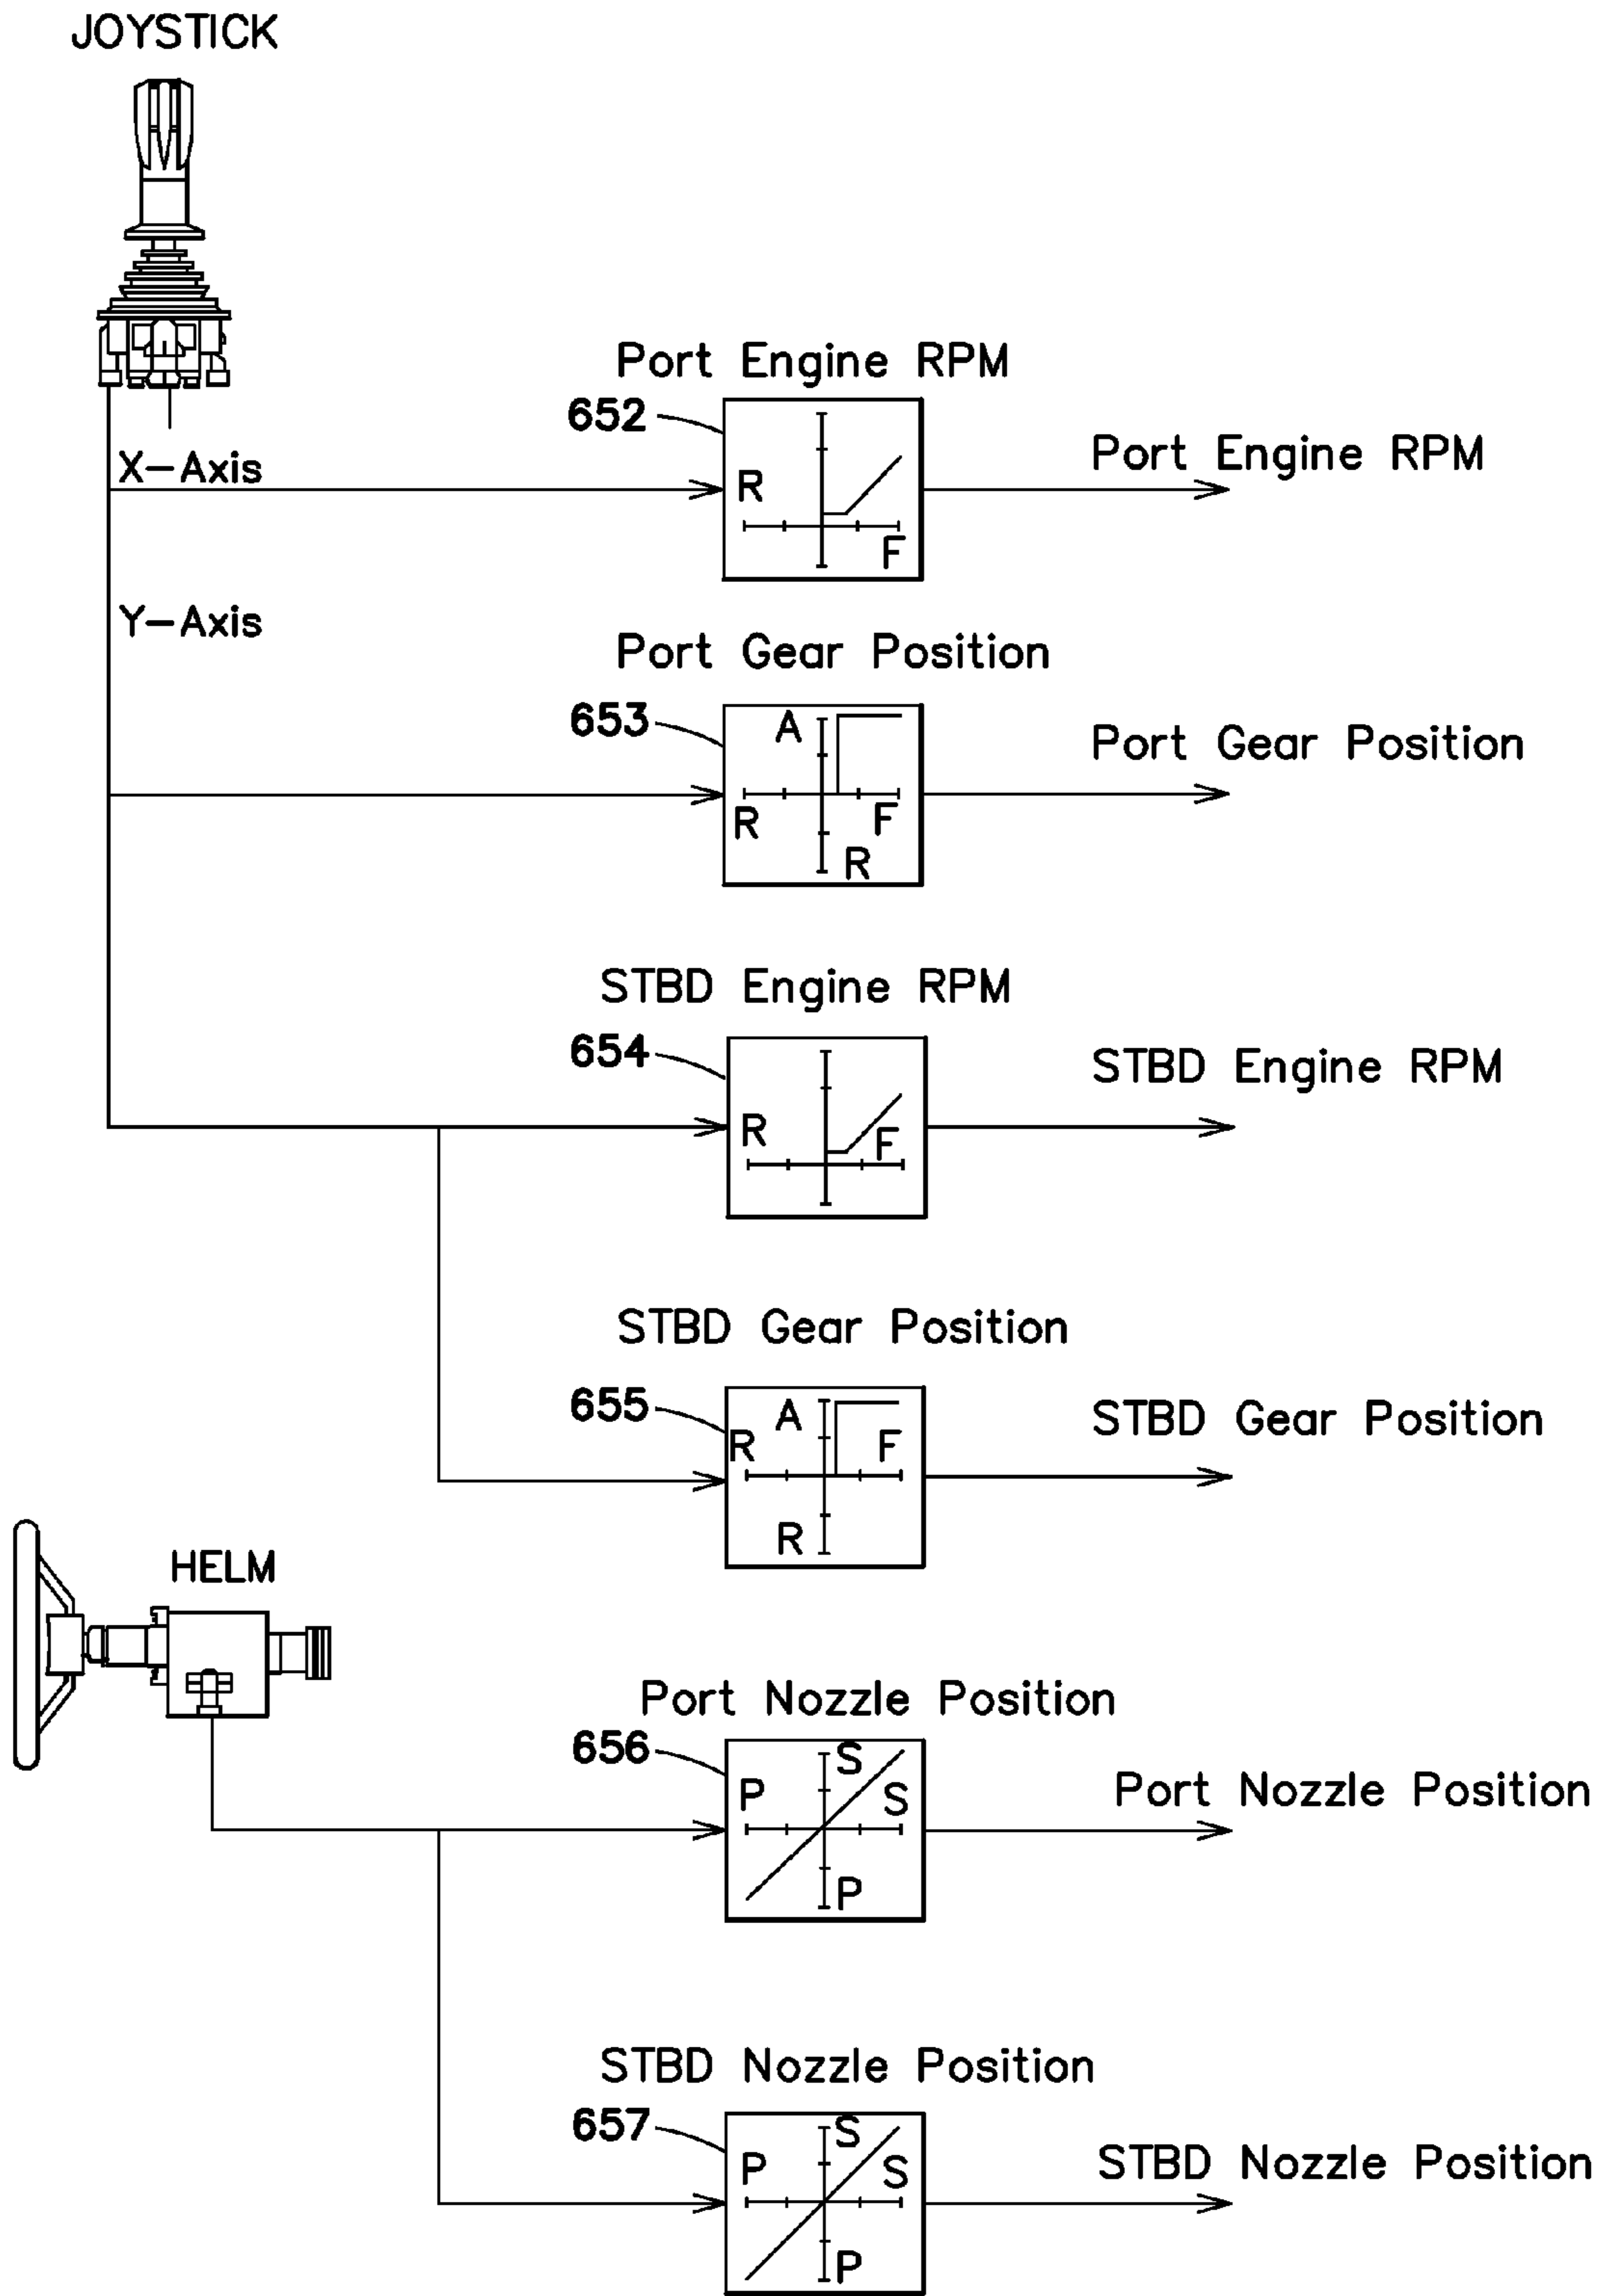 JOYSTICK
X-Axis
Y-Axis
Port Engine RPM
652
R
F
Port Engine RPM
Port Gear Position
653
A
R
F
R
Port Gear Position
STBD Engine RPM
654
R
F
STBD Engine RPM
STBD Gear Position
655
A
R
F
R
STBD Gear Position
HELM
Port Nozzle Position
656
S
P
S
P
Port Nozzle Position
STBD Nozzle Position
657
S
P
S
P
STBD Nozzle Position